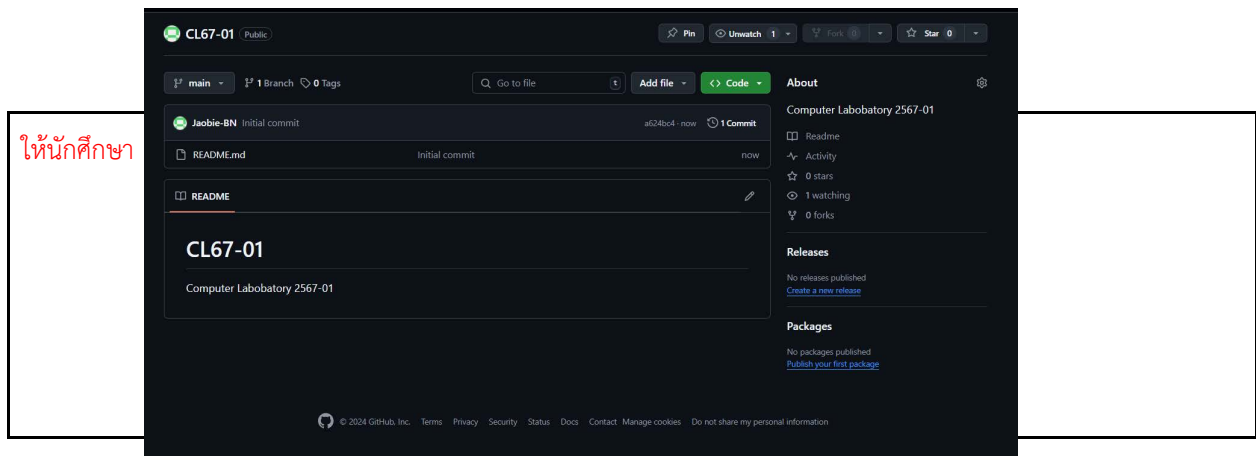 CL67-01 Public
Pin Unwatch 1 Fork 0 Star 0
main 1 Branch 0 Tags
Go to file t Add file Code
Jaobie-BN Initial commit a624bc4 · now 1 Commit
README.md Initial commit now
README
CL67-01
Computer Labobatory 2567-01
About
Computer Labobatory 2567-01
Readme
Activity
0 stars
1 watching
0 forks
Releases
No releases published
Create a new release
Packages
No packages published
Publish your first package
ให้นักศึกษา
© 2024 GitHub, Inc. Terms Privacy Security Status Docs Contact Manage cookies Do not share my personal information